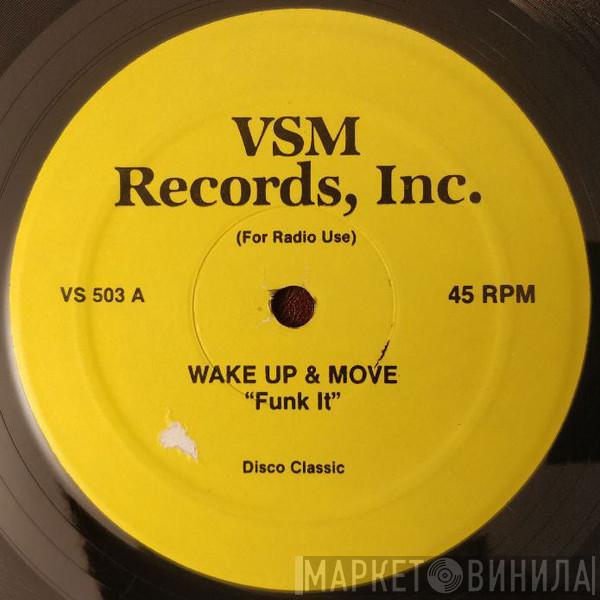 VSM
Records, Inc.
(For Radio Use)
VS 503 A
45 RPM
WAKE UP & MOVE
“Funk It”
Disco Classic
МАРКЕТ ВИНИЛА